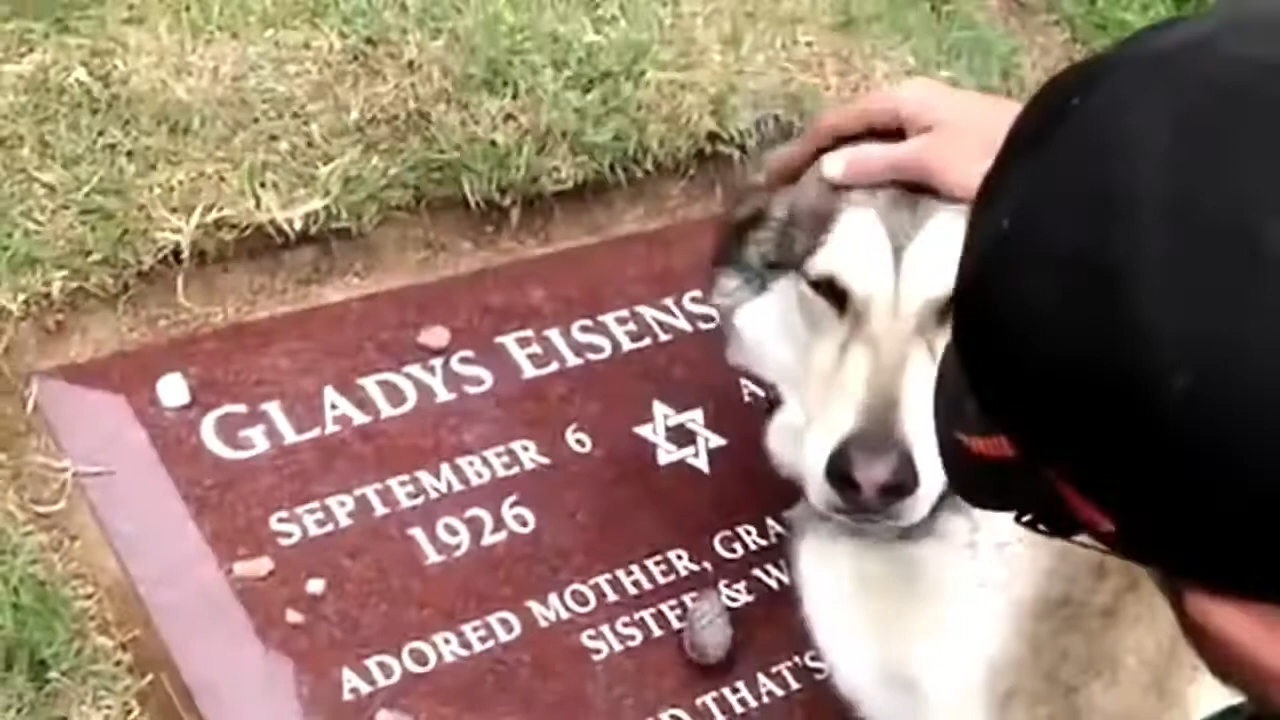 GLADYS EISENS
SEPTEMBER 6
1926
ADORED MOTHER, GRA
SISTER & W
THAT'S